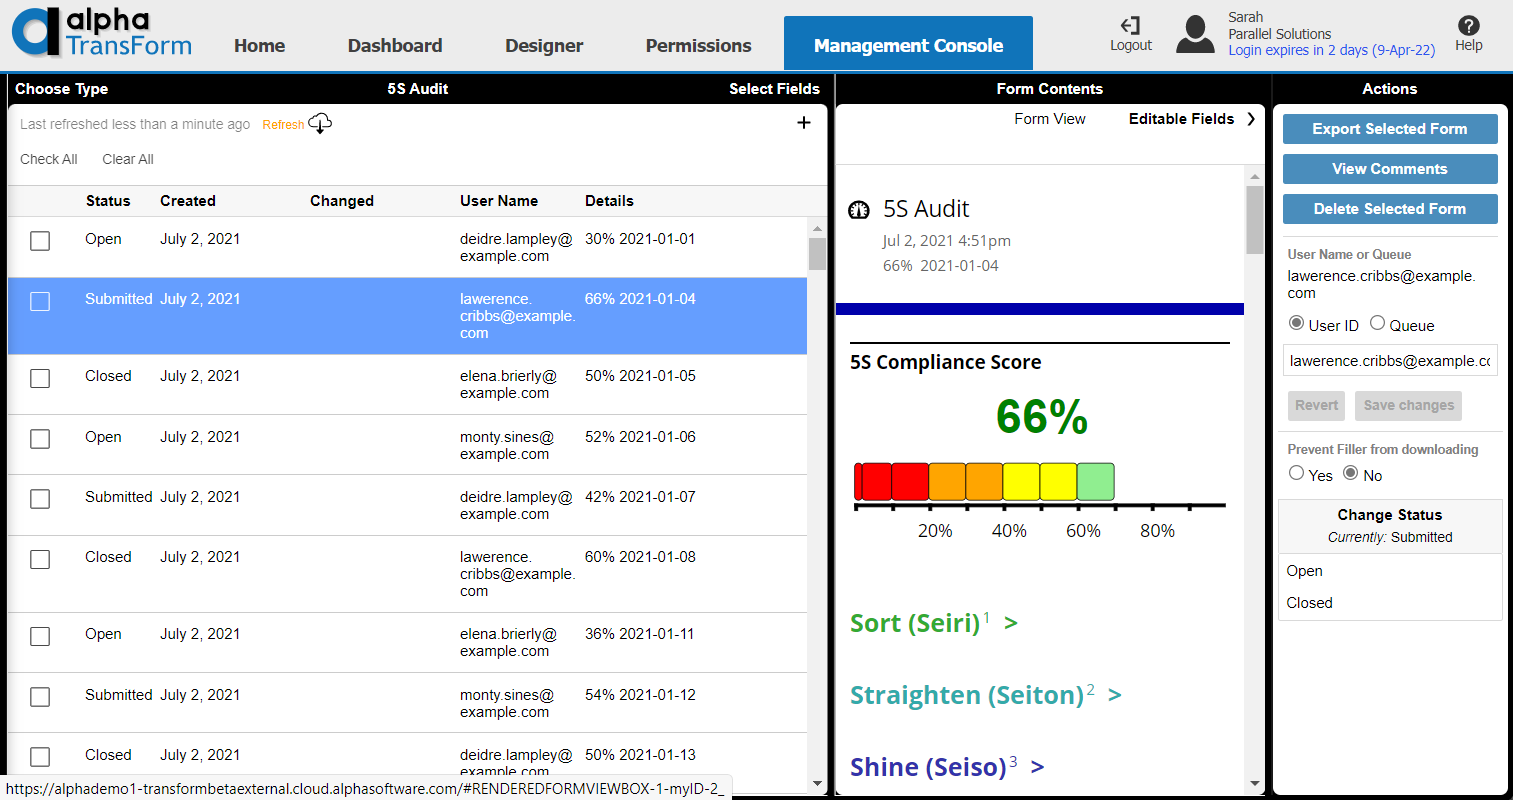 alpha
TransForm
Home
Dashboard
Designer
Permissions
Management Console
Logout
Sarah
Parallel Solutions
Login expires in 2 days (9-Apr-22)
Help
Choose Type
5S Audit
Select Fields
Last refreshed less than a minute ago
Refresh
+
Check All
Clear All
Status Created Changed User Name Details
Open July 2, 2021 deidre.lampley@ 30% 2021-01-01
example.com
Submitted July 2, 2021 lawerence. 66% 2021-01-04
cribbs@example.
com
Closed July 2, 2021 elena.brierly@ 50% 2021-01-05
example.com
Open July 2, 2021 monty.sines@ 52% 2021-01-06
example.com
Submitted July 2, 2021 deidre.lampley@ 42% 2021-01-07
example.com
Closed July 2, 2021 lawerence. 60% 2021-01-08
cribbs@example.
com
Open July 2, 2021 elena.brierly@ 36% 2021-01-11
example.com
Submitted July 2, 2021 monty.sines@ 54% 2021-01-12
example.com
Closed July 2, 2021 deidre.lampley@ 50% 2021-01-13
example.com
https://alphademo1-transformbetaexternal.cloud.alphasoftware.com/#RENDEREDFORMVIEWBOX-1-myID-2_
Form Contents
Form View
Editable Fields >
5S Audit
Jul 2, 2021 4:51pm
66% 2021-01-04
5S Compliance Score
66%
20% 40% 60% 80%
Sort (Seiri) 1 >
Straighten (Seiton) 2 >
Shine (Seiso) 3 >
Actions
Export Selected Form
View Comments
Delete Selected Form
User Name or Queue
lawerence.cribbs@example.
com
User ID Queue
lawerence.cribbs@example.co
Revert Save changes
Prevent Filler from downloading
Yes No
Change Status
Currently: Submitted
Open
Closed